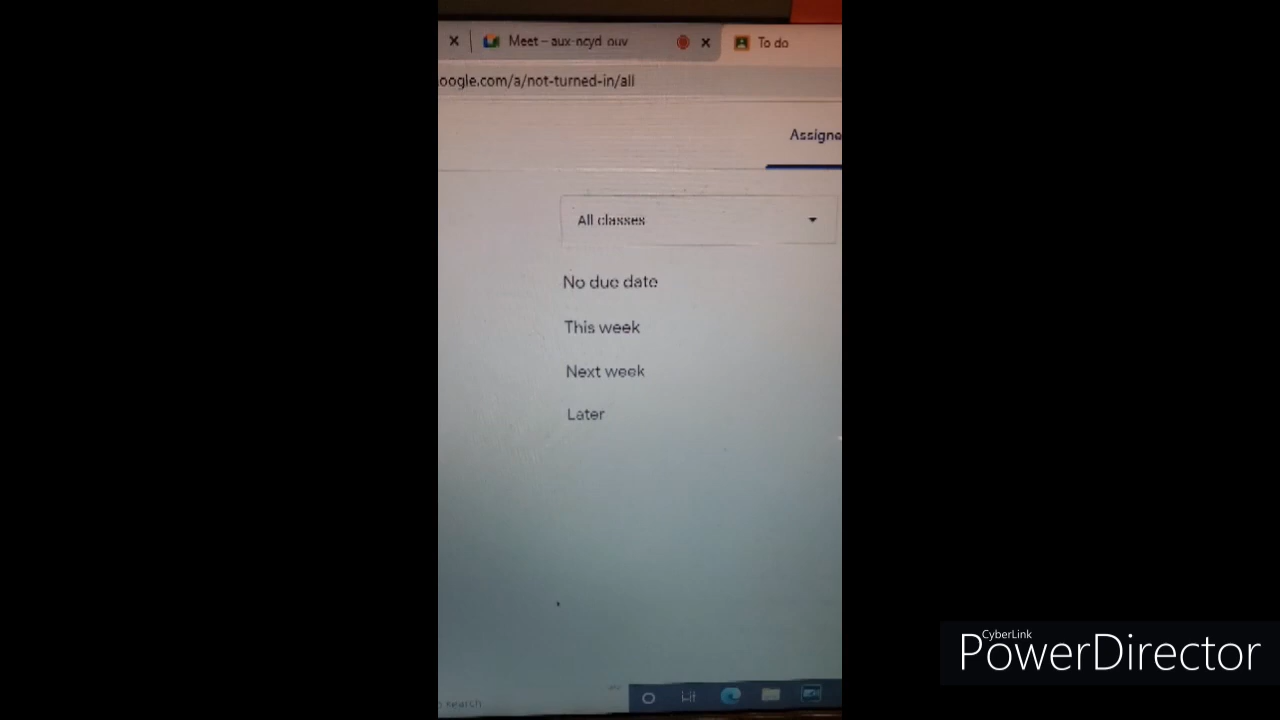 Meet – aux-ncyd-ouv
To do
oogle.com/a/not-turned-in/all
Assigne
All classes
No due date
This week
Next week
Later
search
CyberLink
PowerDirector